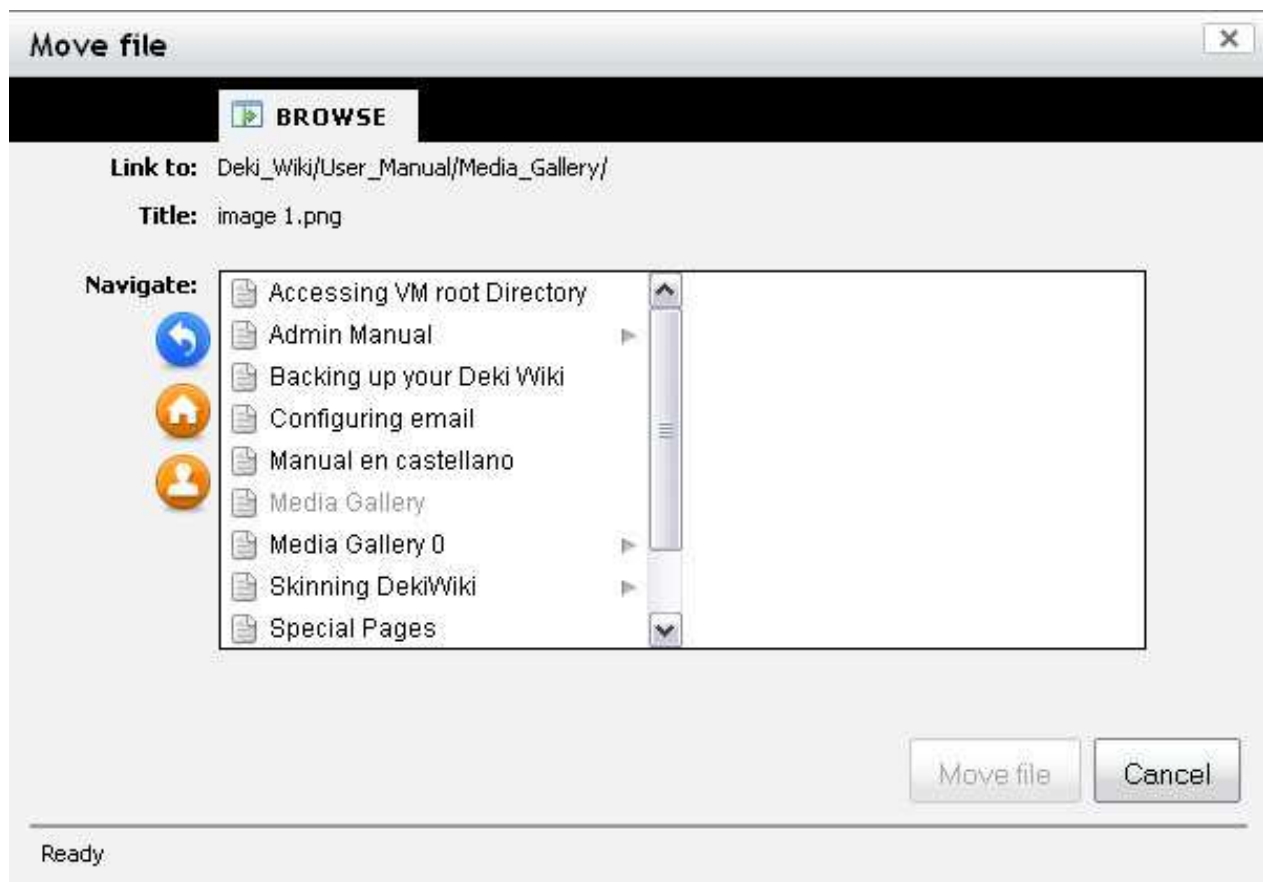 Move file
BROWSE
Link to: Deki_Wiki/User_Manual/Media_Gallery/
Title: image 1.png
Navigate:
Accessing VM root Directory
Admin Manual
Backing up your Deki Wiki
Configuring email
Manual en castellano
Media Gallery
Media Gallery 0
Skinning DekiWiki
Special Pages
Move file Cancel
Ready